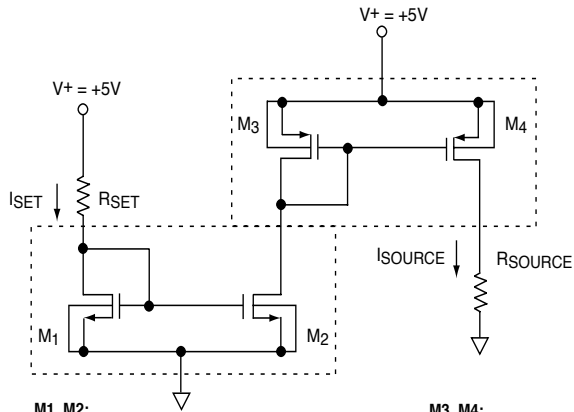 V+ = +5V
V+ = +5V
M3
M4
ISET
RSET
ISOURCE
RSOURCE
M1
M2
M1, M2:
M3, M4: